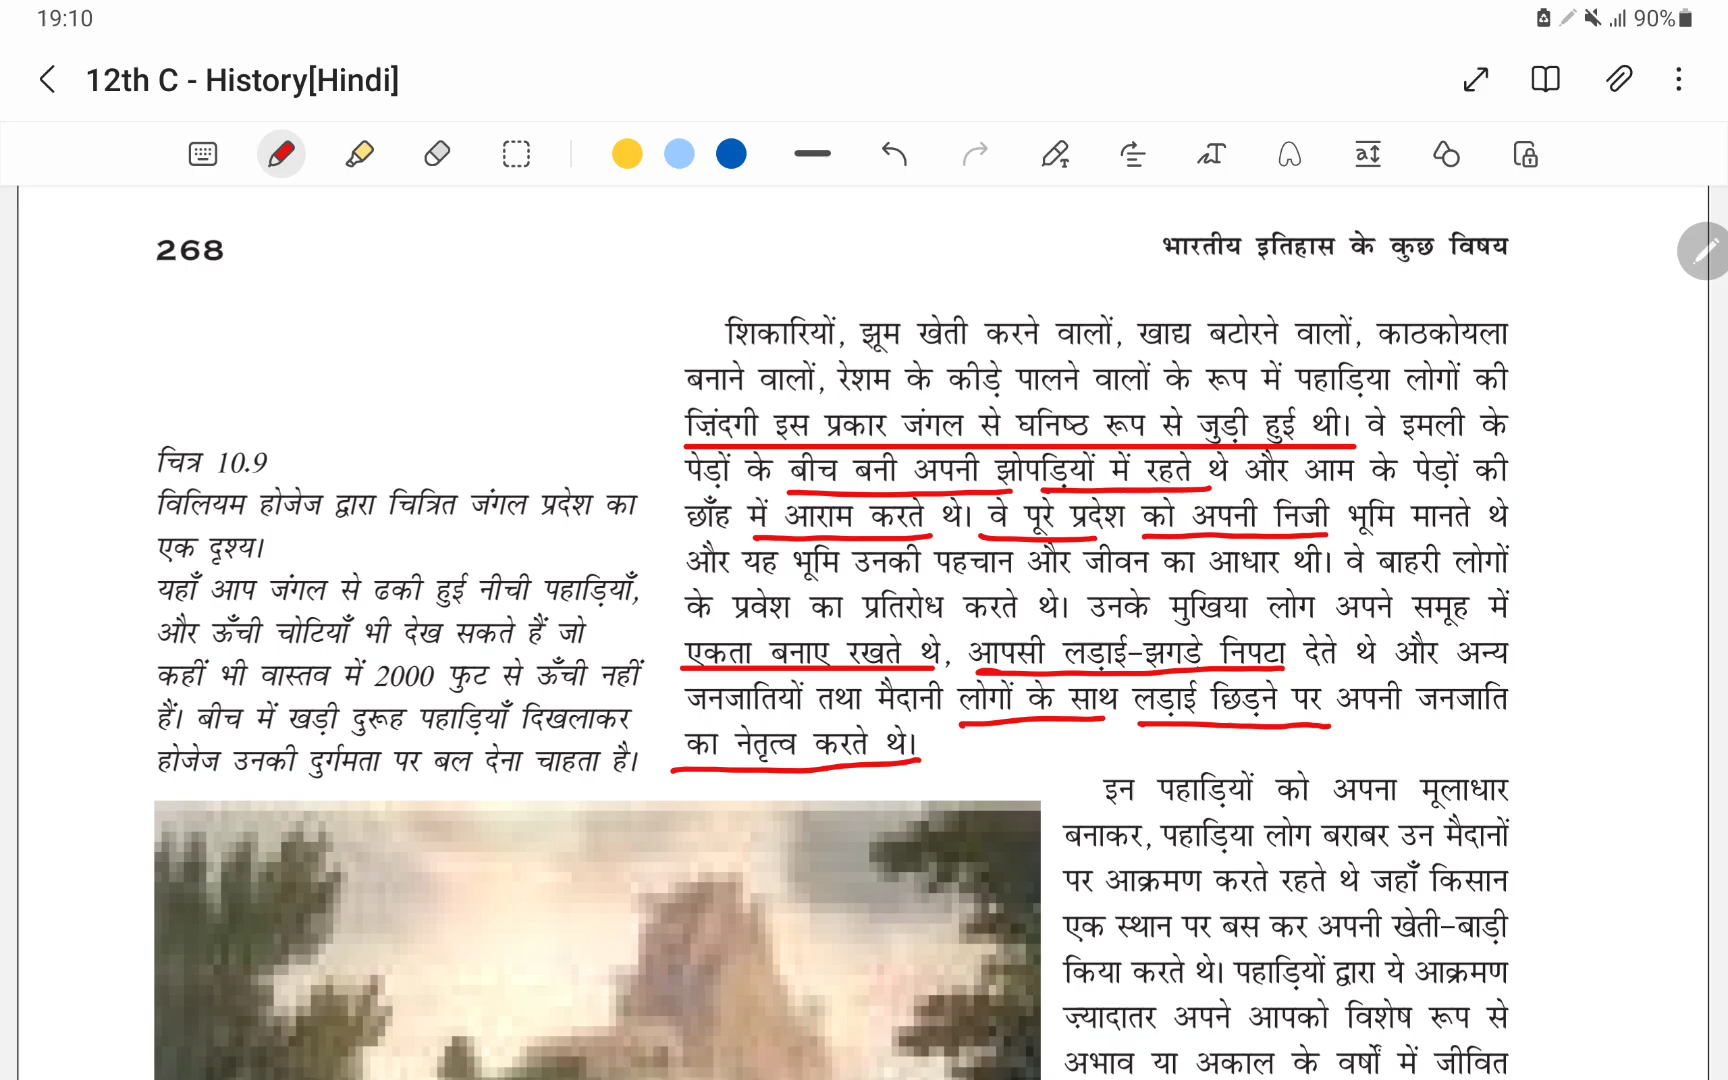 19:10
90%
12th C - History[Hindi]
268
भारतीय इतिहास के कुछ विषय
शिकारियों, झूम खेती करने वालों, खाद्य बटोरने वालों, काठकोयला
बनाने वालों, रेशम के कीड़े पालने वालों के रूप में पहाड़िया लोगों की
ज़िंदगी इस प्रकार जंगल से घनिष्ठ रूप से जुड़ी हुई थी। वे इमली के
पेड़ों के बीच बनी अपनी झोपड़ियों में रहते थे और आम के पेड़ों की
छाँह में आराम करते थे। वे पूरे प्रदेश को अपनी निजी भूमि मानते थे
और यह भूमि उनकी पहचान और जीवन का आधार थी। वे बाहरी लोगों
के प्रवेश का प्रतिरोध करते थे। उनके मुखिया लोग अपने समूह में
एकता बनाए रखते थे, आपसी लड़ाई-झगड़े निपटा देते थे और अन्य
जनजातियों तथा मैदानी लोगों के साथ लड़ाई छिड़ने पर अपनी जनजाति
का नेतृत्व करते थे।
चित्र 10.9
विलियम होजेज द्वारा चित्रित जंगल प्रदेश का
एक दृश्य।
यहाँ आप जंगल से ढकी हुई नीची पहाड़ियाँ,
और ऊँची चोटियाँ भी देख सकते हैं जो
कहीं भी वास्तव में 2000 फुट से ऊँची नहीं
हैं। बीच में खड़ी दुरूह पहाड़ियाँ दिखलाकर
होजेज उनकी दुर्गमता पर बल देना चाहता है।
इन पहाड़ियों को अपना मूलाधार
बनाकर, पहाड़िया लोग बराबर उन मैदानों
पर आक्रमण करते रहते थे जहाँ किसान
एक स्थान पर बस कर अपनी खेती-बाड़ी
किया करते थे। पहाड़ियों द्वारा ये आक्रमण
ज़्यादातर अपने आपको विशेष रूप से
अभाव या अकाल के वर्षों में जीवित